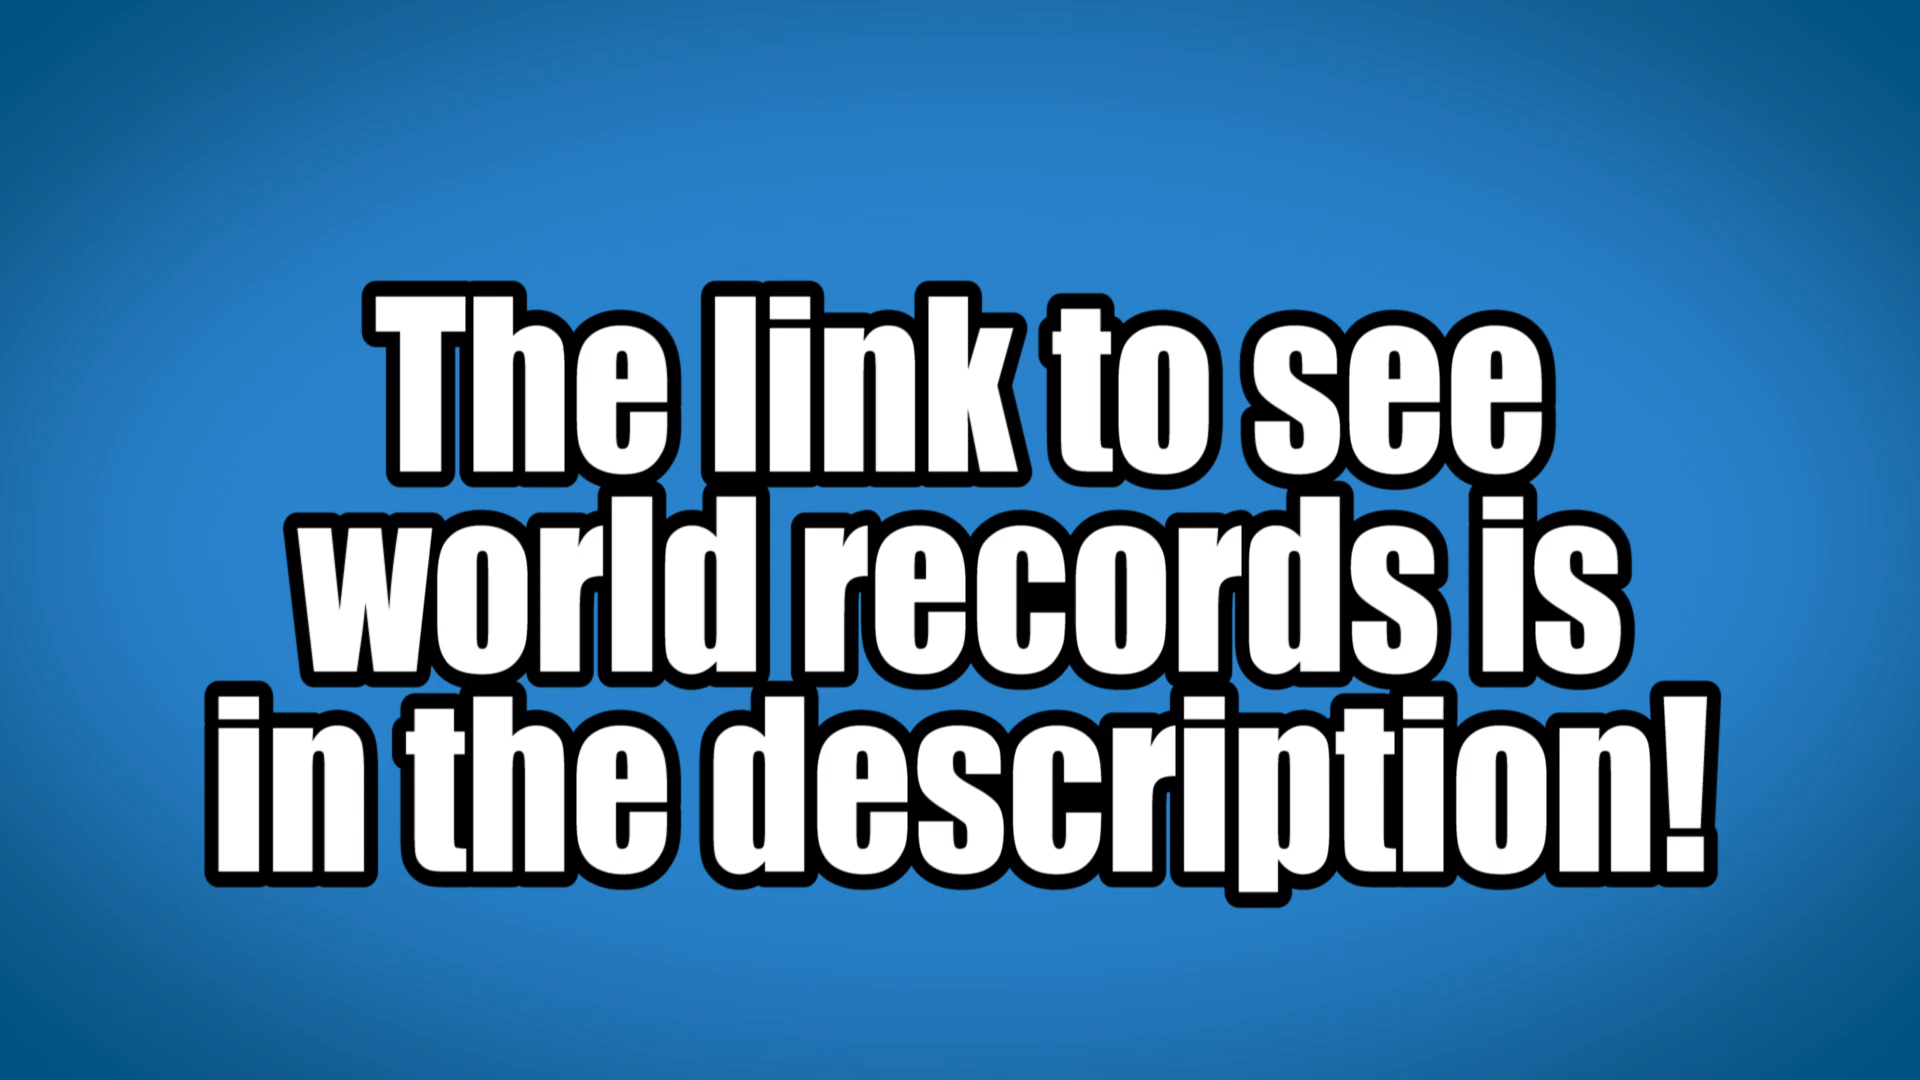 The link to see
world records is
in the description!